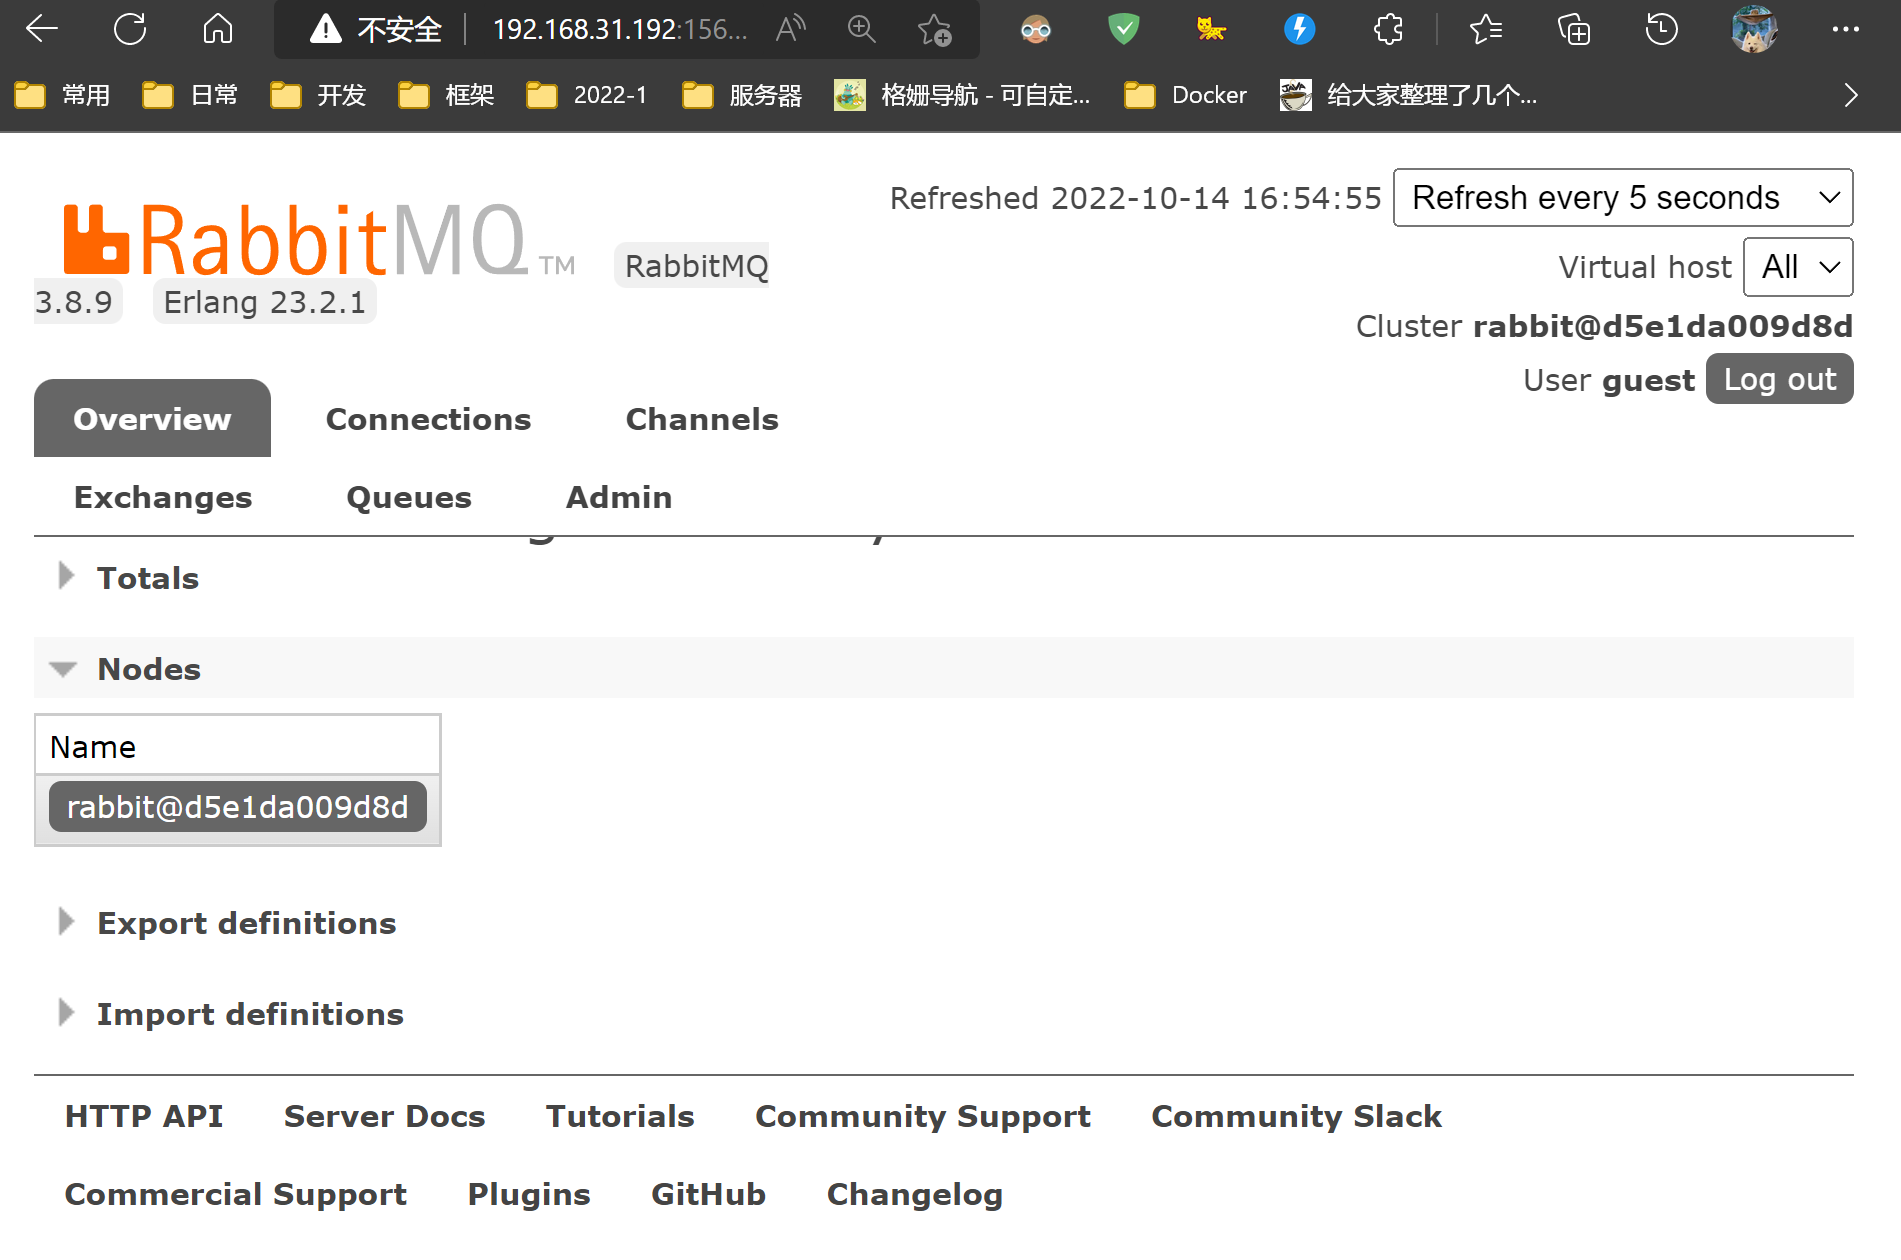 不安全 192.168.31.192:156...
常用 日常 开发 框架 2022-1 服务器 格姗导航 - 可自定... Docker 给大家整理了几个...
Refreshed 2022-10-14 16:54:55 Refresh every 5 seconds
RabbitMQ TM RabbitMQ
Virtual host All
3.8.9 Erlang 23.2.1
Cluster rabbit@d5e1da009d8d
User guest Log out
Overview Connections Channels
Exchanges Queues Admin
Totals
Nodes
Name
rabbit@d5e1da009d8d
Export definitions
Import definitions
HTTP API Server Docs Tutorials Community Support Community Slack
Commercial Support Plugins GitHub Changelog